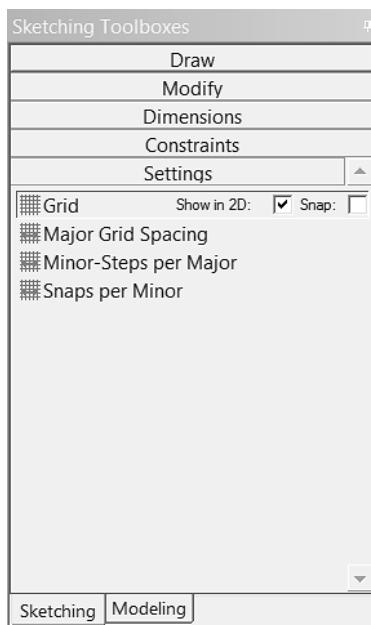 Sketching Toolboxes
Draw
Modify
Dimensions
Constraints
Settings
Grid Show in 2D: Snap:
Major Grid Spacing
Minor-Steps per Major
Snaps per Minor
Sketching Modeling